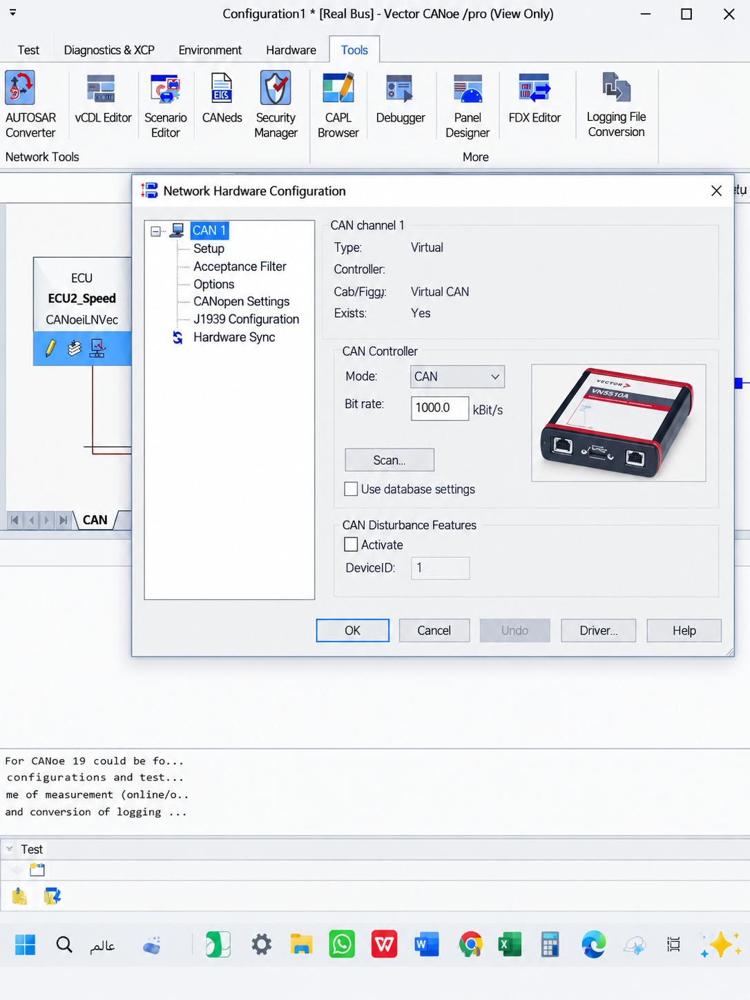 Configuration1 * [Real Bus] - Vector CANoe /pro (View Only)
Test
Diagnostics & XCP
Environment
Hardware
Tools
AUTOSAR
Converter
vCDL Editor
Scenario
Editor
CANeds
Security
Manager
CAPL
Browser
Debugger
Panel
Designer
FDX Editor
Logging File
Conversion
Network Tools
More
Network Hardware Configuration
ECU
ECU2_Speed
CANoeiLNVec
CAN
CAN 1
Setup
Acceptance Filter
Options
CANopen Settings
J1939 Configuration
Hardware Sync
CAN channel 1
Type: Virtual
Controller:
Cab/Figgj: Virtual CAN
Exists: Yes
CAN Controller
Mode: CAN
Bit rate: 1000.0 kBit/s
VECTOR
VN5510A
Scan...
Use database settings
CAN Disturbance Features
Activate
DeviceID: 1
OK
Cancel
Undo
Driver...
Help
For CANoe 19 could be fo...
configurations and test...
me of measurement (online/o..
and conversion of logging ...
Test
عالم